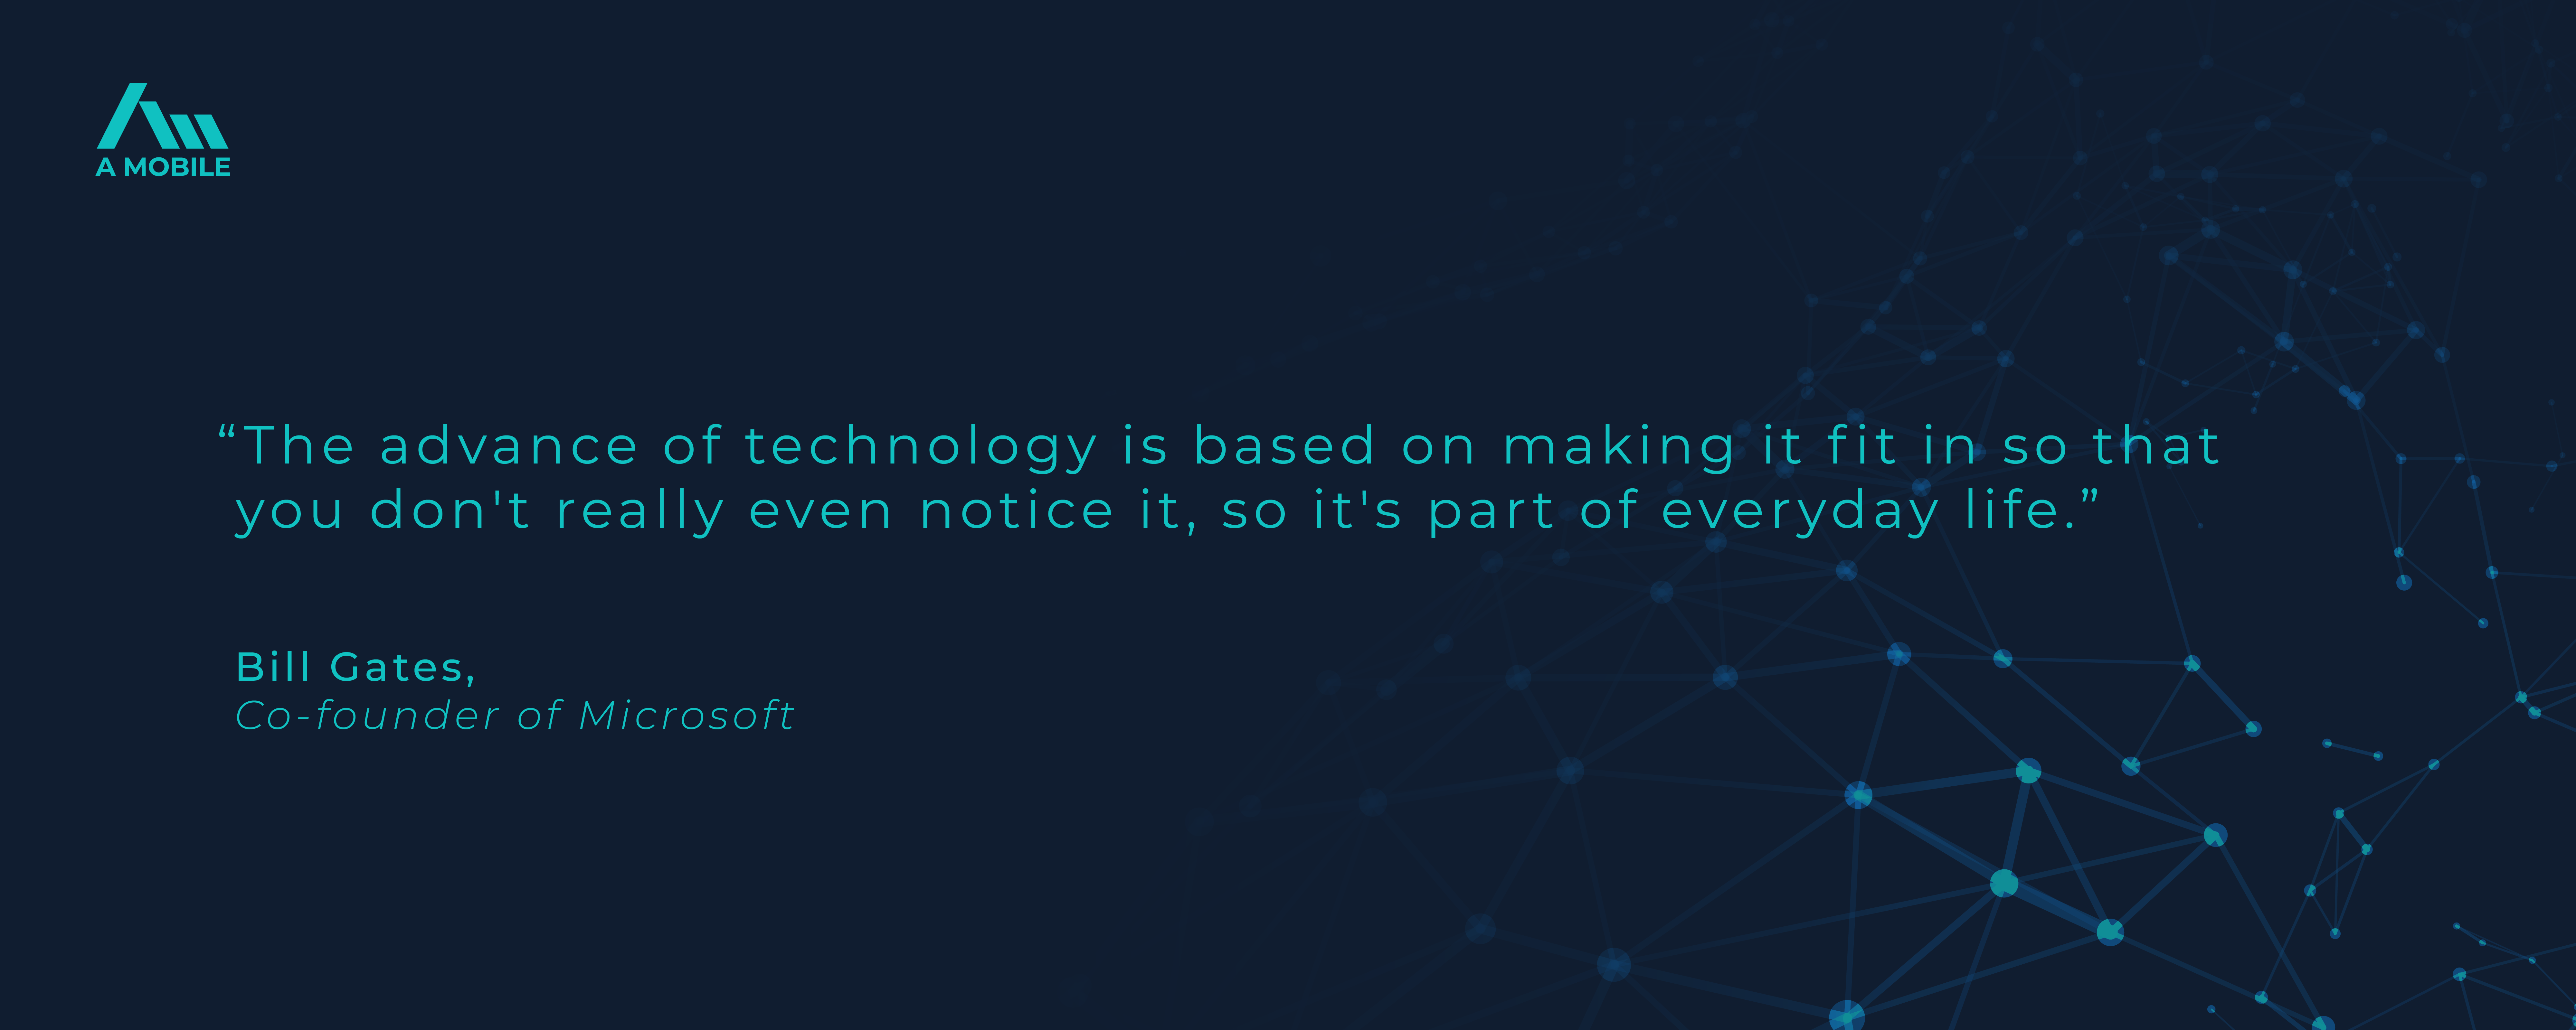 A MOBILE
“The advance of technology is based on making it fit in so that
you don't really even notice it, so it's part of everyday life.”
Bill Gates,
Co-founder of Microsoft